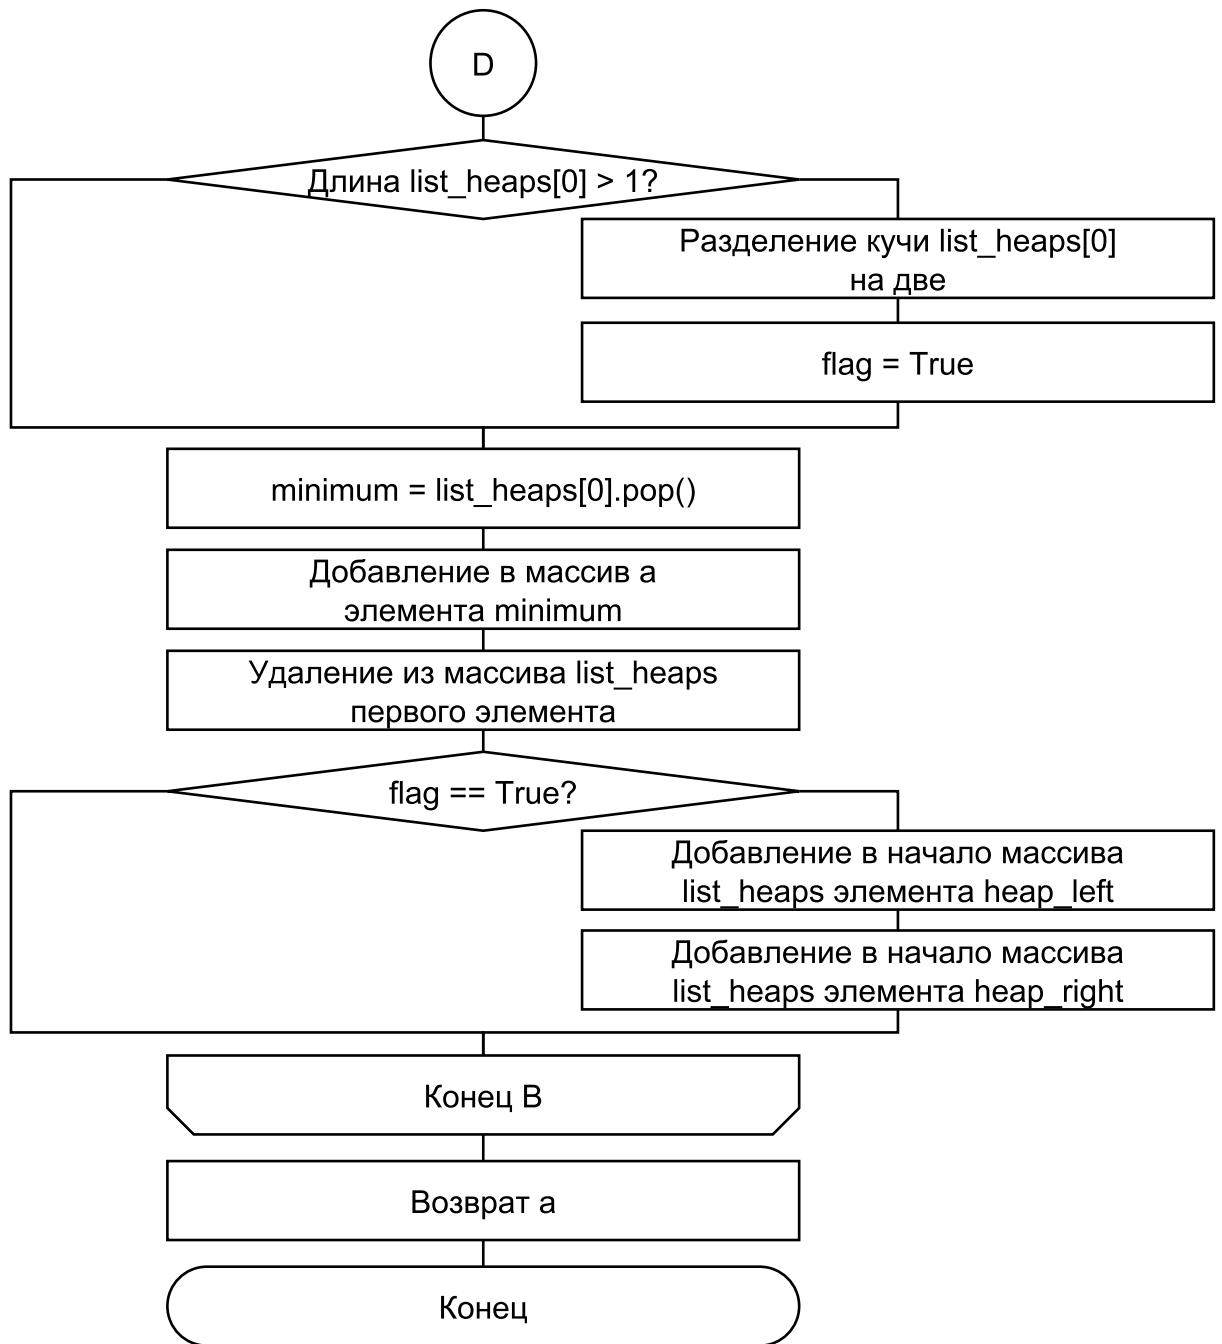 D
Длина list_heaps[0] > 1?
Разделение кучи list_heaps[0]
на две
flag = True
minimum = list_heaps[0].pop()
Добавление в массив a
элемента minimum
Удаление из массива list_heaps
первого элемента
flag == True?
Добавление в начало массива
list_heaps элемента heap_left
Добавление в начало массива
list_heaps элемента heap_right
Конец B
Возврат a
Конец